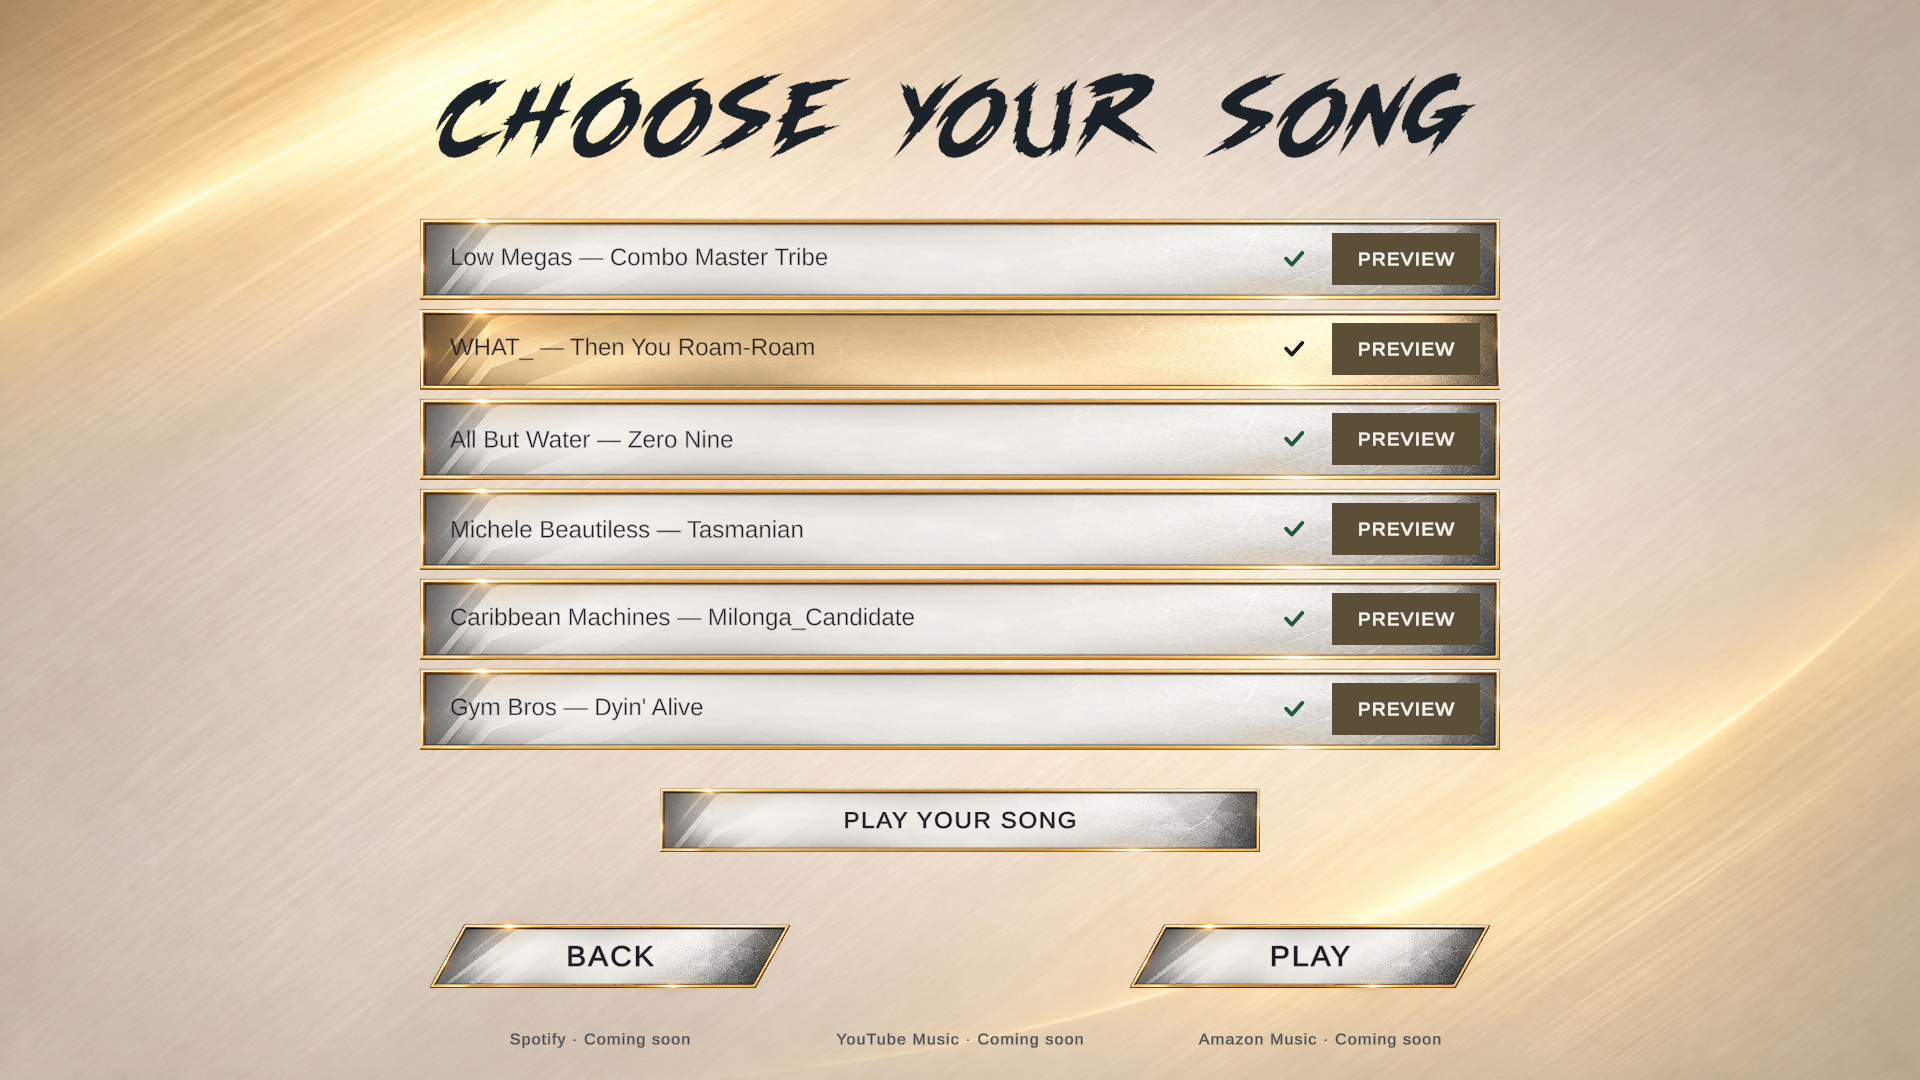 CHOOSE YOUR SONG
Low Megas — Combo Master Tribe
PREVIEW
WHAT_ — Then You Roam-Roam
PREVIEW
All But Water — Zero Nine
PREVIEW
Michele Beautiless — Tasmanian
PREVIEW
Caribbean Machines — Milonga_Candidate
PREVIEW
Gym Bros — Dyin' Alive
PREVIEW
PLAY YOUR SONG
BACK
PLAY
Spotify · Coming soon
YouTube Music · Coming soon
Amazon Music · Coming soon